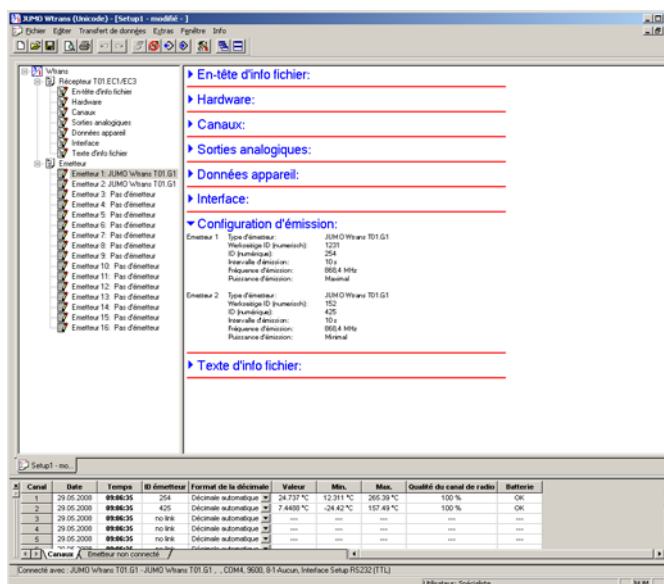 JUMO Wtrans (Unicode) - [Setup1 - modifié - ]
Fichier Editer Transfert de données Extras Fenêtre Info
Wtrans
Récepteur T01.EC1/EC3
En-tête d'info fichier
Hardware
Canaux
Sorties analogiques
Données appareil
Interface
Texte d'info fichier
Emetteur
Emetteur 1: JUMO Wtrans T01.G1
Emetteur 2: JUMO Wtrans T01.G1
Emetteur 3: Pas d'émetteur
Emetteur 4: Pas d'émetteur
Emetteur 5: Pas d'émetteur
Emetteur 6: Pas d'émetteur
Emetteur 7: Pas d'émetteur
Emetteur 8: Pas d'émetteur
Emetteur 9: Pas d'émetteur
Emetteur 10: Pas d'émetteur
Emetteur 11: Pas d'émetteur
Emetteur 12: Pas d'émetteur
Emetteur 13: Pas d'émetteur
Emetteur 14: Pas d'émetteur
Emetteur 15: Pas d'émetteur
Emetteur 16: Pas d'émetteur
En-tête d'info fichier:
Hardware:
Canaux:
Sorties analogiques:
Données appareil:
Interface:
Configuration d'émission:
Emetteur 1 Type d'émetteur: JUMO Wtrans T01.G1
Werkseitige ID (numerisch): 1231
ID (numérique): 254
Intervalle d'émission: 10 s
Fréquence d'émission: 868,4 MHz
Puissance d'émission: Maximal
Emetteur 2 Type d'émetteur: JUMO Wtrans T01.G1
Werkseitige ID (numerisch): 152
ID (numérique): 425
Intervalle d'émission: 10 s
Fréquence d'émission: 868,4 MHz
Puissance d'émission: Minimal
Texte d'info fichier:
Setup1 - mo...
Canal Date Temps ID émetteur Format de la décimale Valeur Min. Max. Qualité du canal de radio Batterie
1 29.05.2008 09:06:35 254 Décimale automatique 24.737 °C 12.311 °C 265.39 °C 100 % OK
2 29.05.2008 09:06:35 425 Décimale automatique 7.4488 °C -24.42 °C 157.49 °C 100 % OK
3 29.05.2008 09:06:35 no link Décimale automatique --- --- --- --- ---
4 29.05.2008 09:06:35 no link Décimale automatique --- --- --- --- ---
5 29.05.2008 09:06:35 no link Décimale automatique --- --- --- --- ---
Canaux Emetteur non connecté
Connecté avec : JUMO Wtrans T01.G1 - JUMO Wtrans T01.G1 , , COM4, 9600, 8-1-Aucun, Interface Setup RS232 (TTL)
Utilisateur: Spécialiste NUM